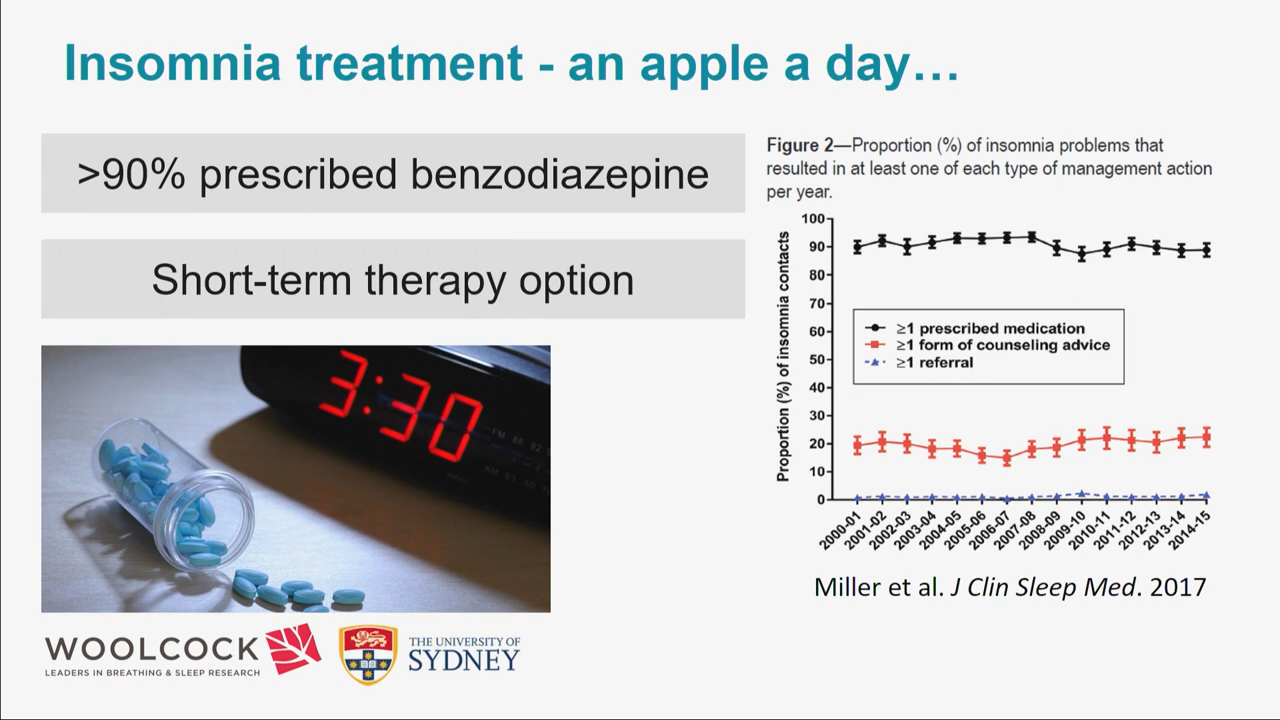 Insomnia treatment - an apple a day…
>90% prescribed benzodiazepine
Short-term therapy option
3:30
WOOLCOCK
LEADERS IN BREATHING & SLEEP RESEARCH
THE UNIVERSITY OF
SYDNEY
Figure 2—Proportion (%) of insomnia problems that
resulted in at least one of each type of management action
per year.
Proportion (%) of insomnia contacts
100
90
80
70
60
50
40
30
20
10
0
≥1 prescribed medication
≥1 form of counseling advice
≥1 referral
2000-01
2001-02
2002-03
2003-04
2004-05
2005-06
2006-07
2007-08
2008-09
2009-10
2010-11
2011-12
2012-13
2013-14
2014-15
Miller et al. J Clin Sleep Med. 2017